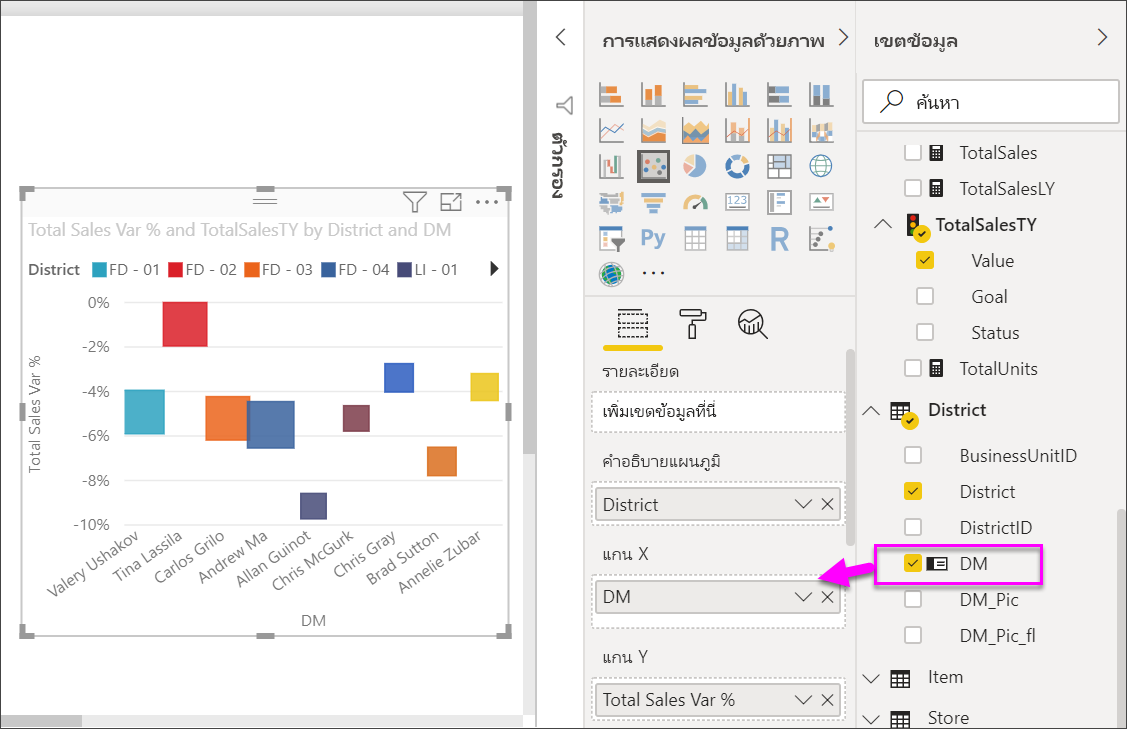 Total Sales Var % and TotalSalesTY by District and DM
District FD - 01 FD - 02 FD - 03 FD - 04 LI - 01
0%
-2%
-4%
-6%
-8%
-10%
Total Sales Var %
Valery Ushakov
Tina Lassila
Carlos Grilo
Andrew Ma
Allan Guinot
Chris McGurk
Chris Gray
Brad Sutton
Annelie Zubar
DM
ตัวกรอง
การแสดงผลข้อมูลด้วยภาพ
123
Py
R
รายละเอียด
เพิ่มเขตข้อมูลที่นี่
คำอธิบายแผนภูมิ
District
แกน X
DM
แกน Y
Total Sales Var %
เขตข้อมูล
ค้นหา
TotalSales
TotalSalesLY
TotalSalesTY
Value
Goal
Status
TotalUnits
District
BusinessUnitID
District
DistrictID
DM
DM_Pic
DM_Pic_fl
Item
Store